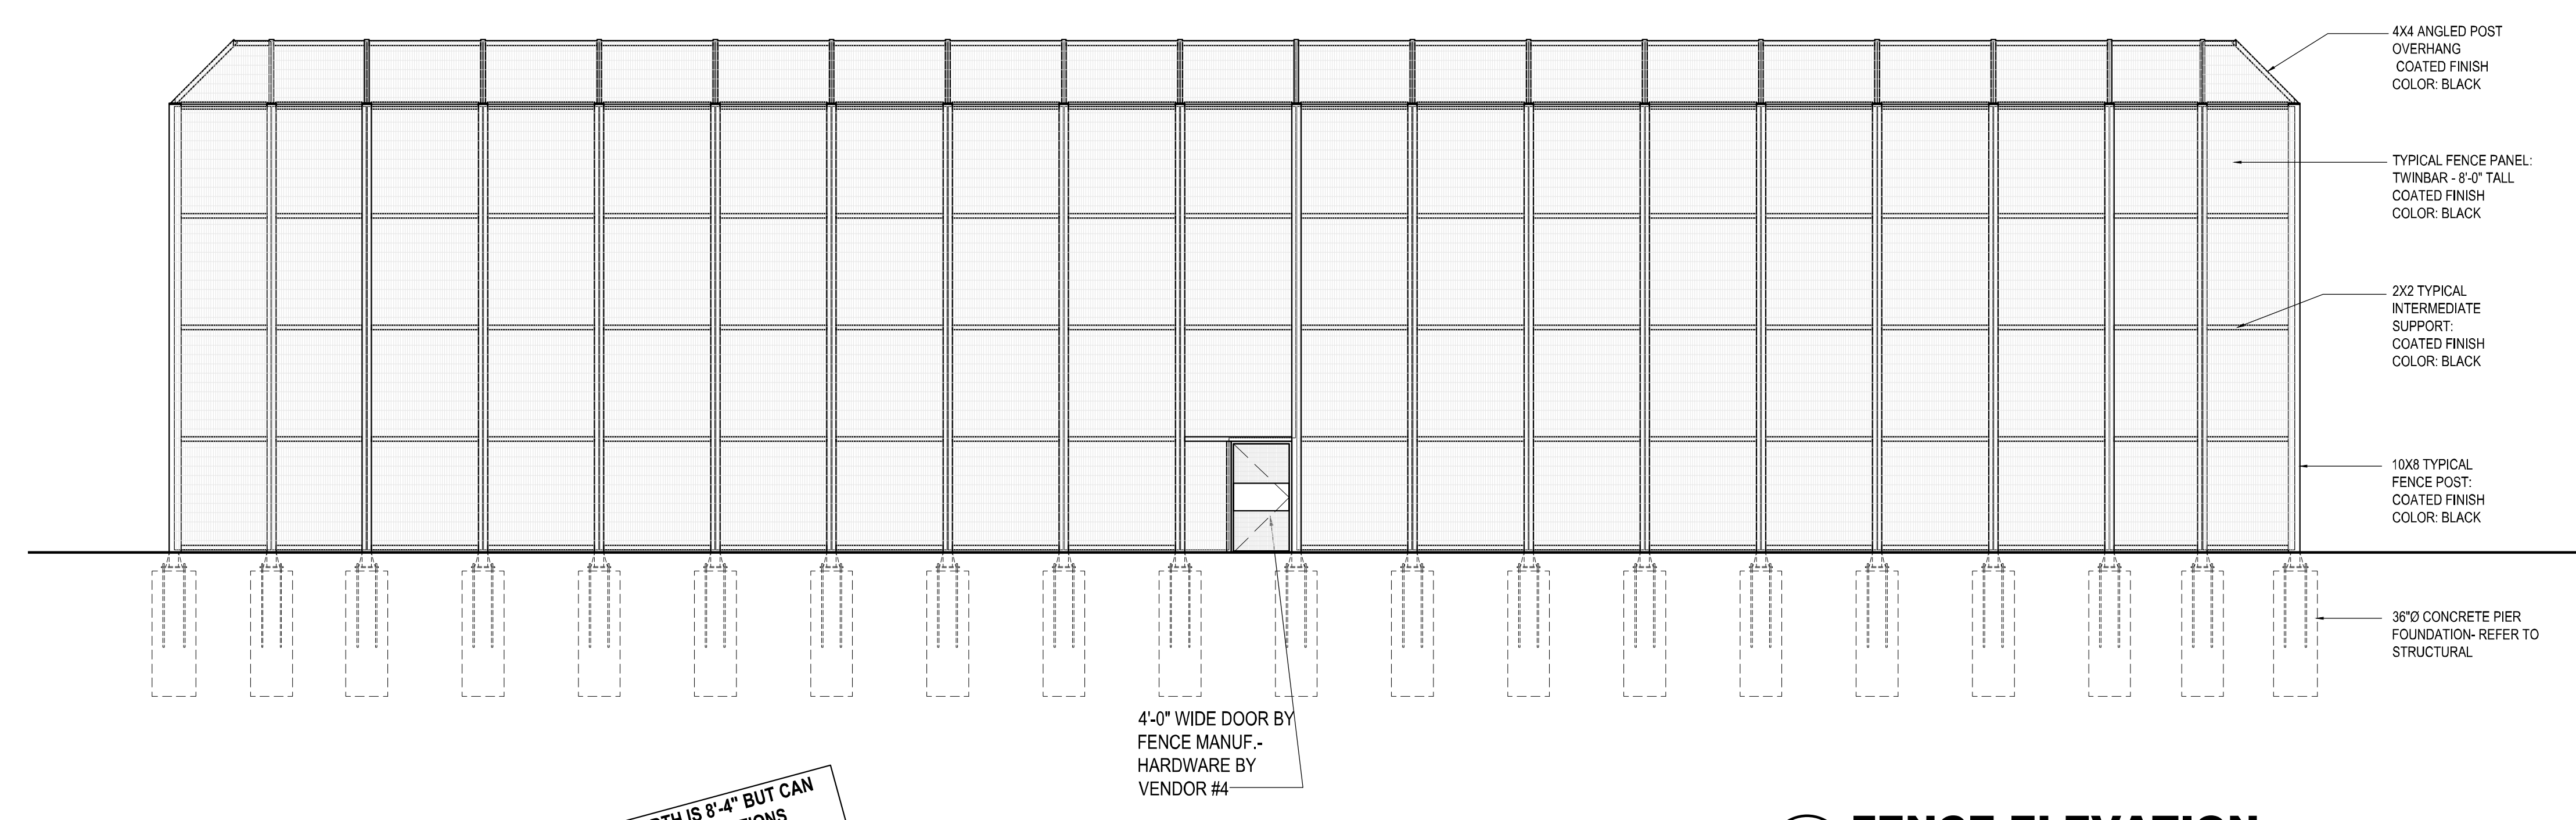 4X4 ANGLED POST
OVERHANG
COATED FINISH
COLOR: BLACK
TYPICAL FENCE PANEL:
TWINBAR - 8'-0" TALL
COATED FINISH
COLOR: BLACK
2X2 TYPICAL
INTERMEDIATE
SUPPORT:
COATED FINISH
COLOR: BLACK
10X8 TYPICAL
FENCE POST:
COATED FINISH
COLOR: BLACK
36"Ø CONCRETE PIER
FOUNDATION- REFER TO
STRUCTURAL
4'-0" WIDE DOOR BY
FENCE MANUF.-
HARDWARE BY
VENDOR #4
IS 8'-4" BUT CAN
FENCE ELEVATION